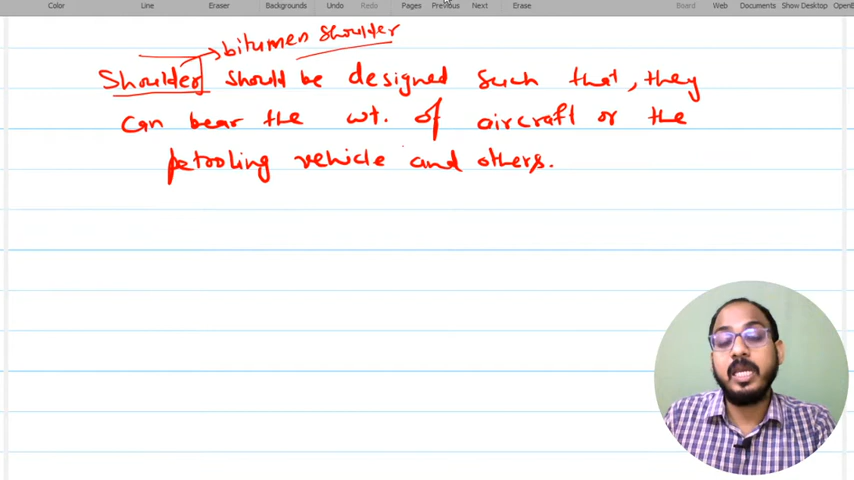 Color Line Eraser Backgrounds Undo Redo Pages Previous Next Erase Board Web Documents Show Desktop
bitumen shoulder
Shoulder should be designed such that, they
can bear the wt. of aircraft or the
petroling vehicle and others.